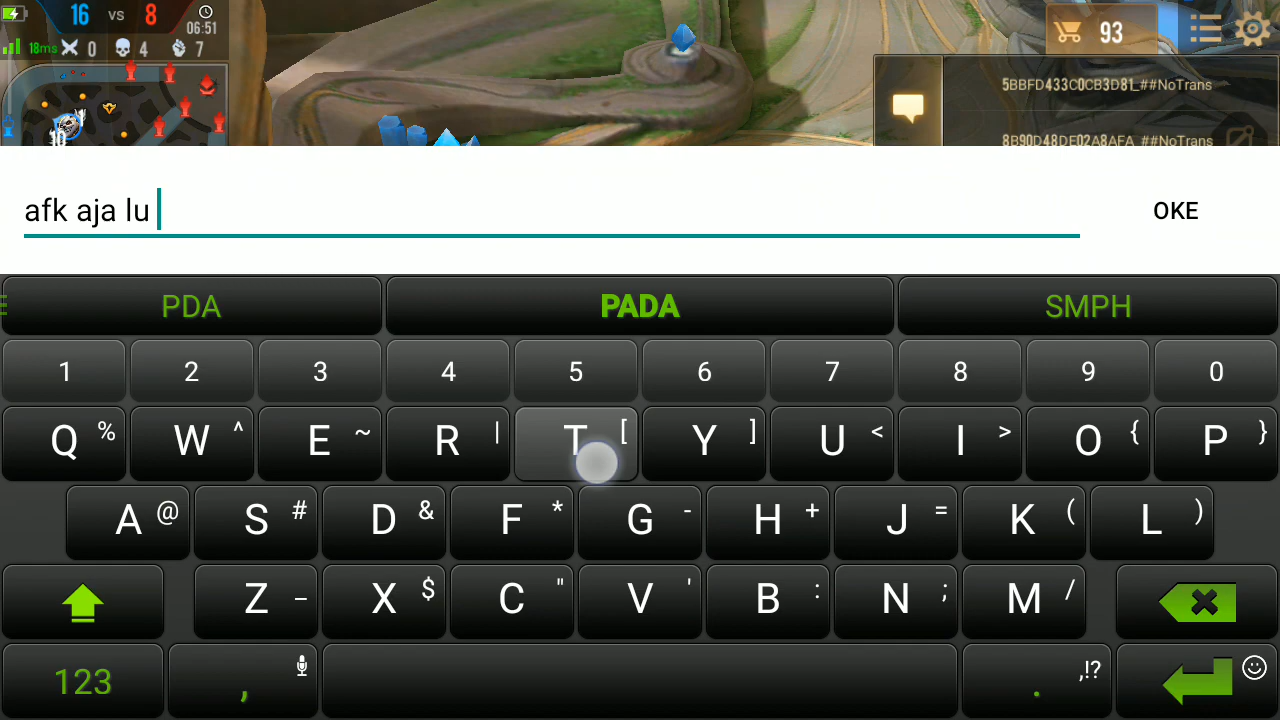 16 vs 8
06:51
18ms 0 4 7
10
93
5BBFD433C0CB3D81_##NoTrans
8B90D48DE02A8AFA_##NoTrans
afk aja lu
OKE
PDA PADA SMPH
1 2 3 4 5 6 7 8 9 0
Q % W ^ E ~ R | T [ Y ] U < I > O { P }
A @ S # D & F * G - H + J = K ( L )
Z _ X $ C " V ' B : N ; M /
123 , . ,!?